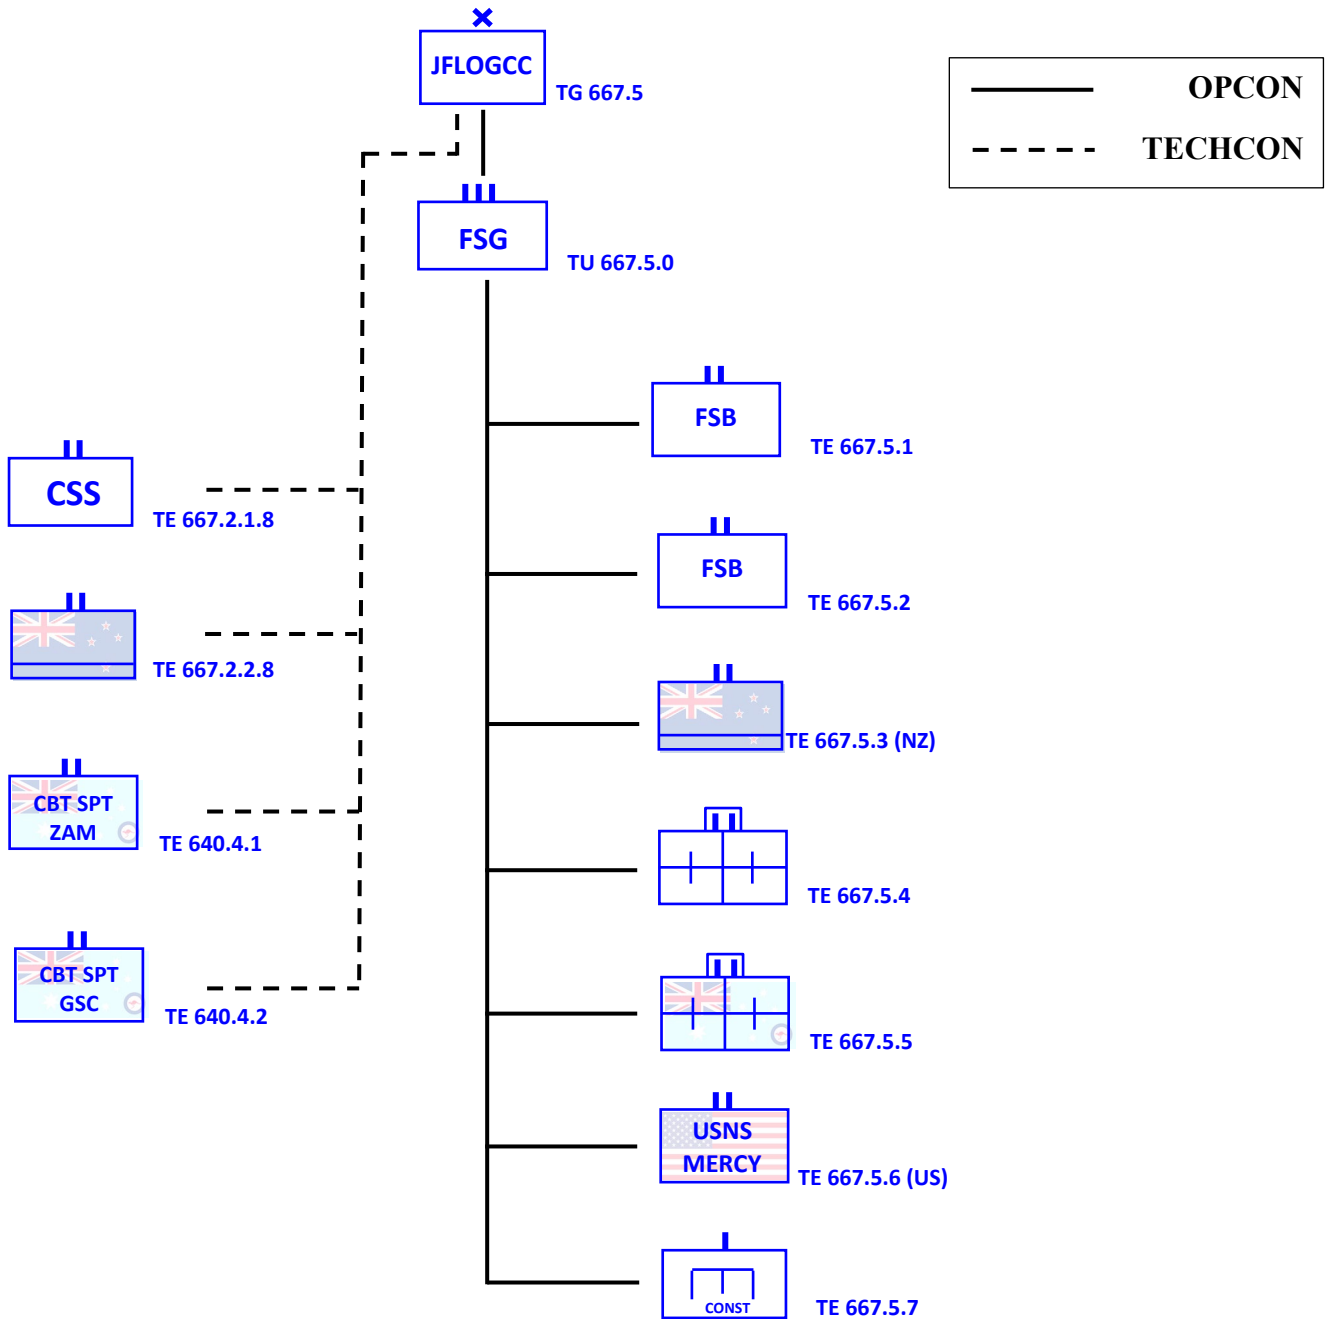 JFLOGCC
TG 667.5
OPCON
TECHCON
FSG
TU 667.5.0
FSB
TE 667.5.1
CSS
TE 667.2.1.8
FSB
TE 667.5.2
TE 667.2.2.8
TE 667.5.3 (NZ)
CBT SPT
ZAM
TE 640.4.1
TE 667.5.4
CBT SPT
GSC
TE 640.4.2
TE 667.5.5
USNS
MERCY
TE 667.5.6 (US)
CONST
TE 667.5.7